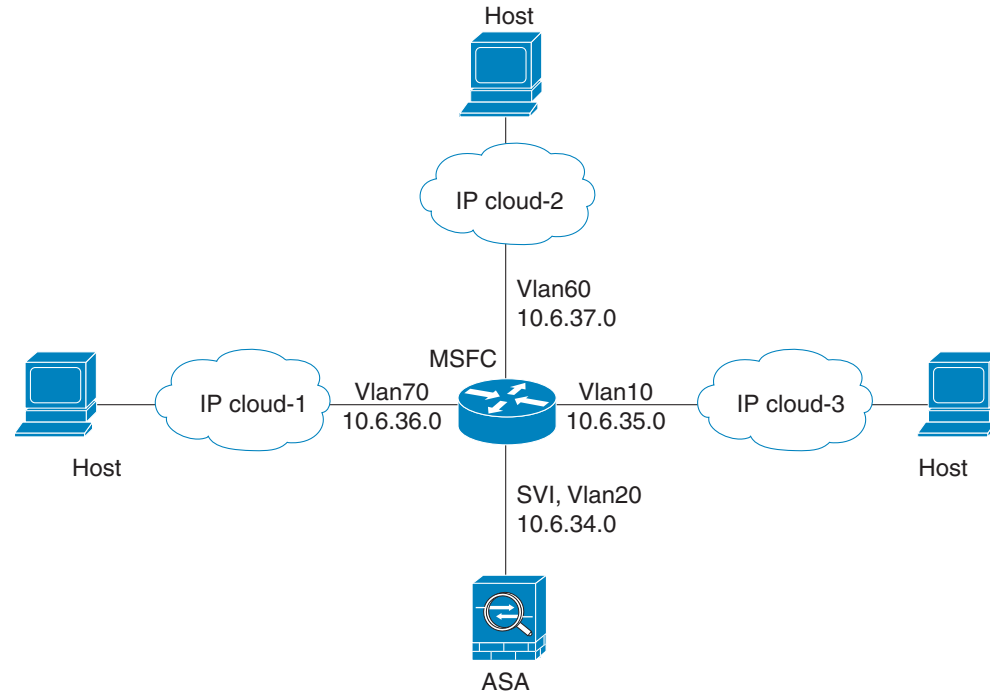 Host
IP cloud-2
Vlan60
10.6.37.0
MSFC
IP cloud-1
Vlan70
10.6.36.0
Vlan10
10.6.35.0
IP cloud-3
Host
Host
SVI, Vlan20
10.6.34.0
ASA